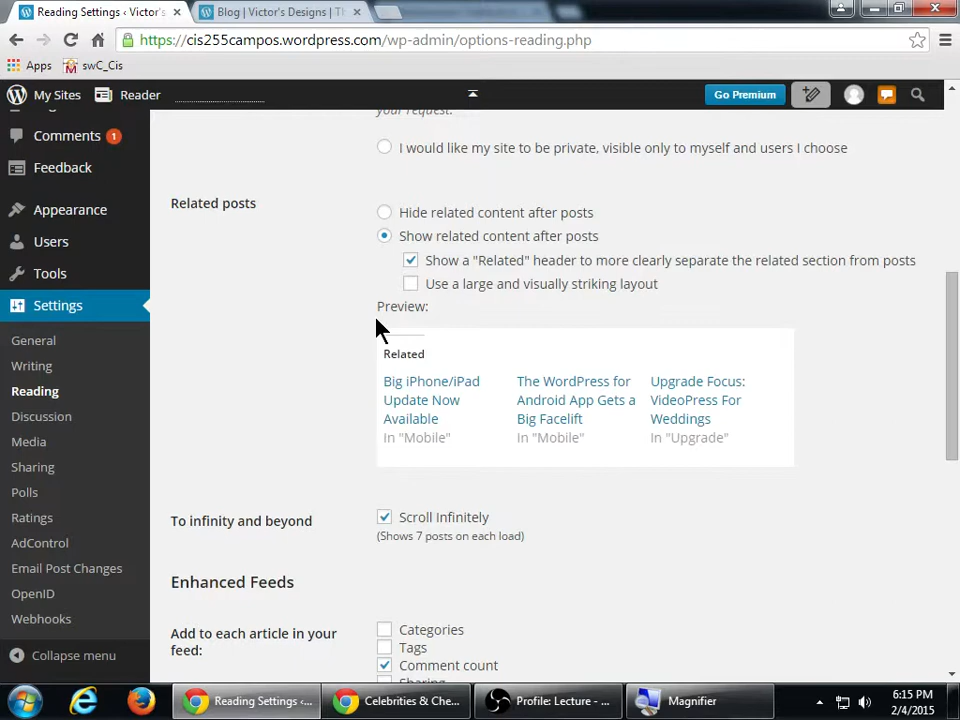 Reading Settings ‹ Victor's
Blog | Victor's Designs | Th
https://cis255campos.wordpress.com/wp-admin/options-reading.php
Apps
swC_Cis
My Sites
Reader
Go Premium
your request.
Comments 1
I would like my site to be private, visible only to myself and users I choose
Feedback
Related posts
Appearance
Hide related content after posts
Users
Show related content after posts
Tools
Show a "Related" header to more clearly separate the related section from posts
Use a large and visually striking layout
Settings
Preview:
General
Related
Writing
Big iPhone/iPad
Update Now
Available
In "Mobile"
The WordPress for
Android App Gets a
Big Facelift
In "Mobile"
Upgrade Focus:
VideoPress For
Weddings
In "Upgrade"
Reading
Discussion
Media
Sharing
Polls
Ratings
AdControl
Email Post Changes
OpenID
Webhooks
Collapse menu
To infinity and beyond
Scroll Infinitely
(Shows 7 posts on each load)
Enhanced Feeds
Add to each article in your
feed:
Categories
Tags
Comment count
Sharing
Reading Settings ‹...
Celebrities & Che...
Profile: Lecture - ...
Magnifier
6:15 PM
2/4/2015